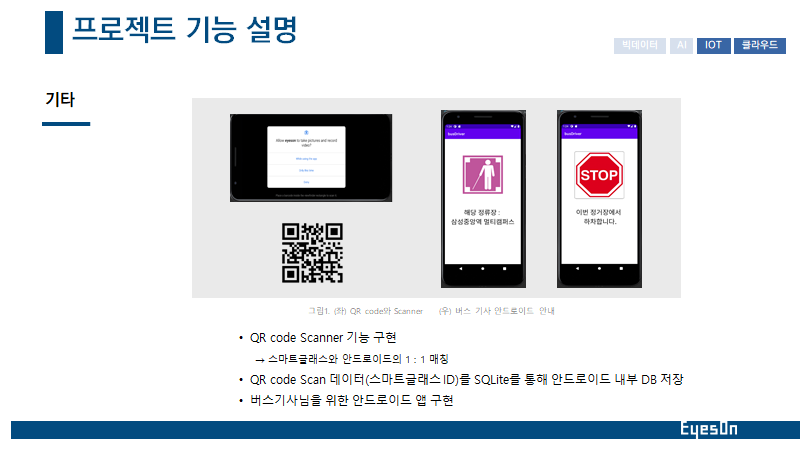 프로젝트 기능 설명
빅데이터 AI IOT 클라우드
기타
Allow eyeson to take pictures and record video?
While using the app
Only this time
Deny
busDriver
해당 정류장 :
삼성중앙역 멀티캠퍼스
busDriver
STOP
이번 정거장에서
하차합니다.
그림1. (좌) QR code와 Scanner (우) 버스 기사 안드로이드 안내
• QR code Scanner 기능 구현
→ 스마트글래스와 안드로이드의 1 : 1 매칭
• QR code Scan 데이터(스마트글래스 ID)를 SQLite를 통해 안드로이드 내부 DB 저장
• 버스기사님을 위한 안드로이드 앱 구현
EyesOn